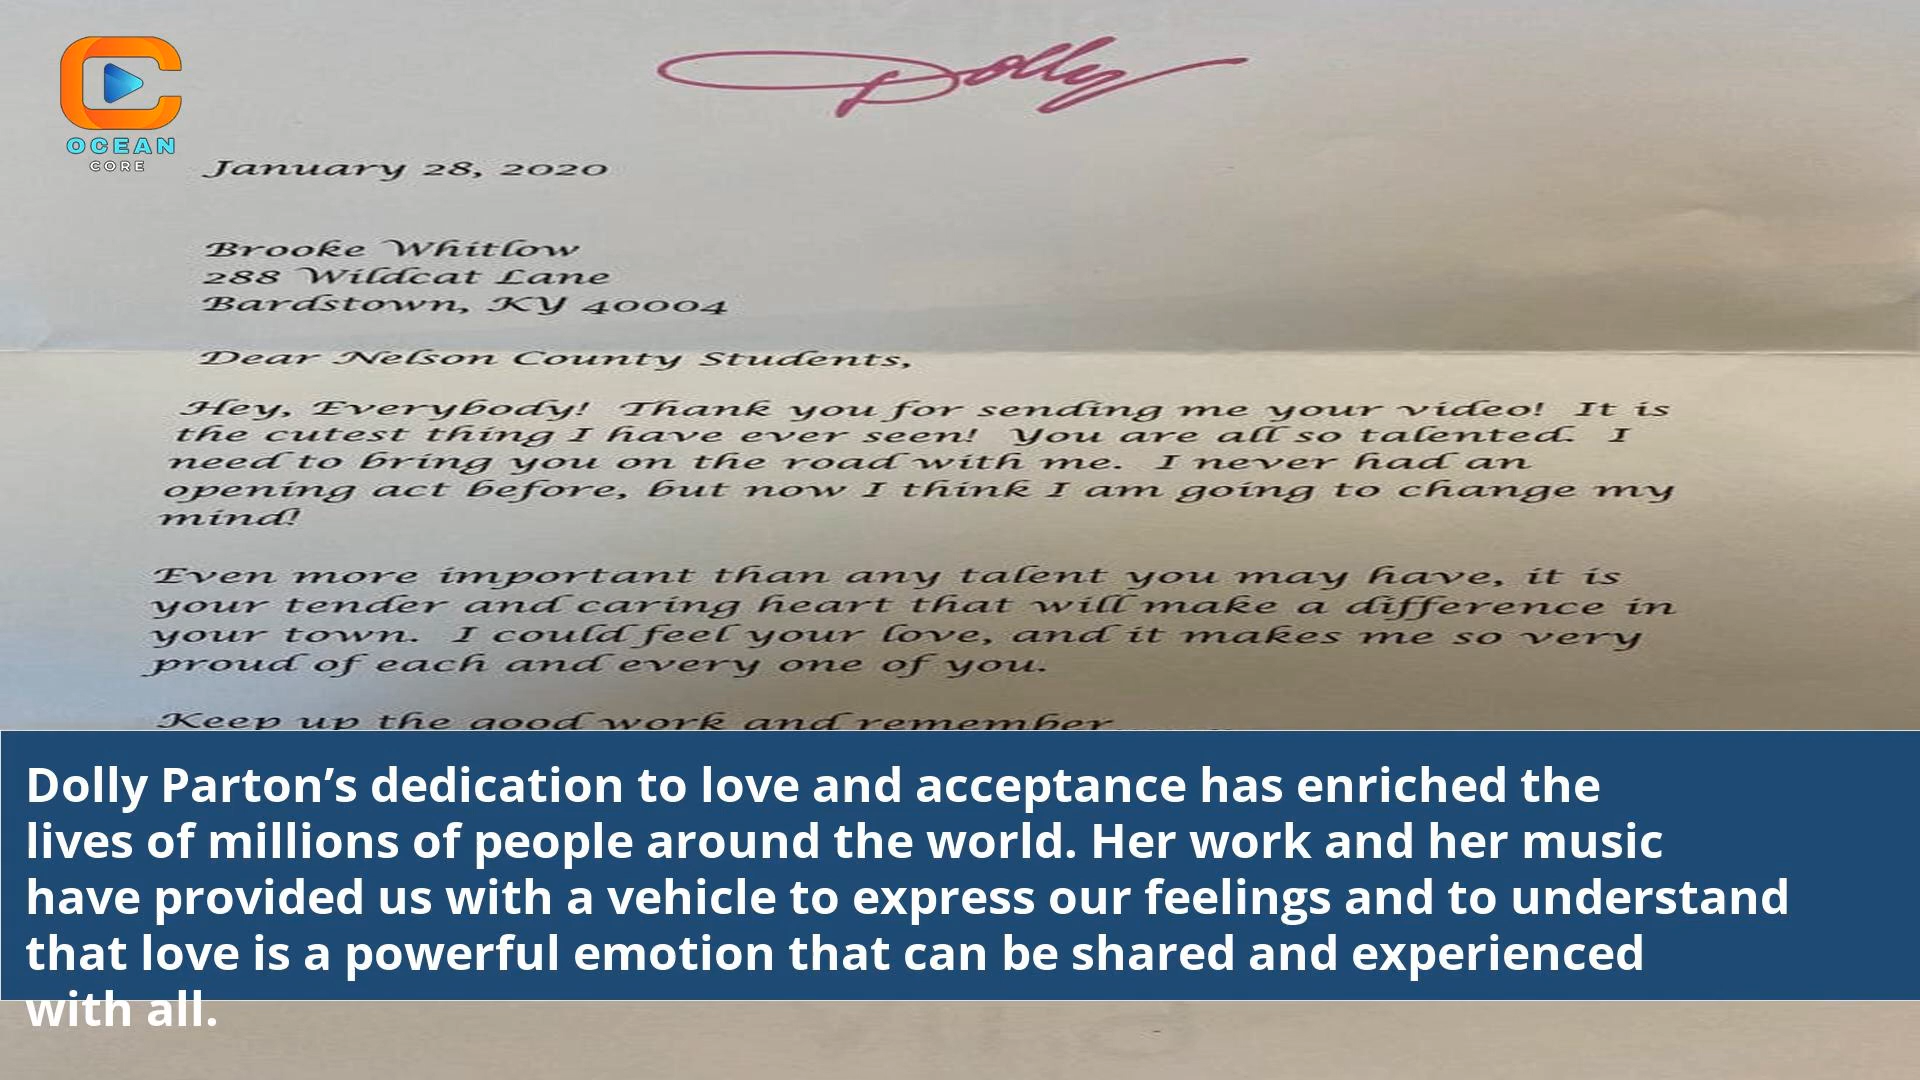 Dolly
OCEAN
CORE
January 28, 2020
Brooke Whitlow
288 Wildcat Lane
Bardstown, KY 40004
Dear Nelson County Students,
Hey, Everybody! Thank you for sending me your video! It is
the cutest thing I have ever seen! You are all so talented. I
need to bring you on the road with me. I never had an
opening act before, but now I think I am going to change my
mind!
Even more important than any talent you may have, it is
your tender and caring heart that will make a difference in
your town. I could feel your love, and it makes me so very
proud of each and every one of you.
Keep up the good work and remember
Dolly Parton’s dedication to love and acceptance has enriched the
lives of millions of people around the world. Her work and her music
have provided us with a vehicle to express our feelings and to understand
that love is a powerful emotion that can be shared and experienced
with all.